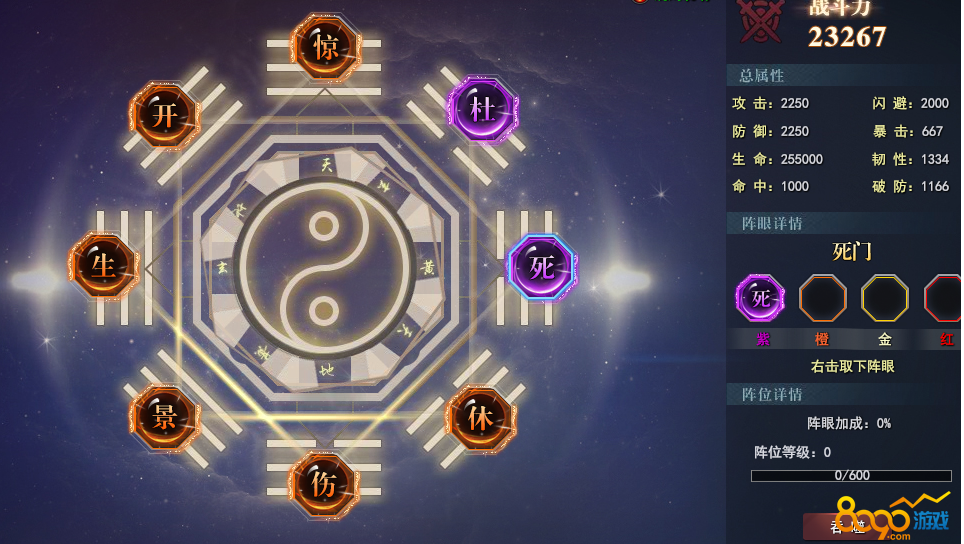 惊
开
杜
生
死
景
休
伤
天
黄
地
玄
战斗力
23267
总属性
攻 击：2250 闪 避：2000
防 御：2250 暴 击：667
生 命：255000 韧 性：1334
命 中：1000 破 防：1166
阵眼详情
死门
死
紫 橙 金 红
右击取下阵眼
阵位详情
阵眼加成：0%
阵位等级：0
0/600
8090游戏
.com